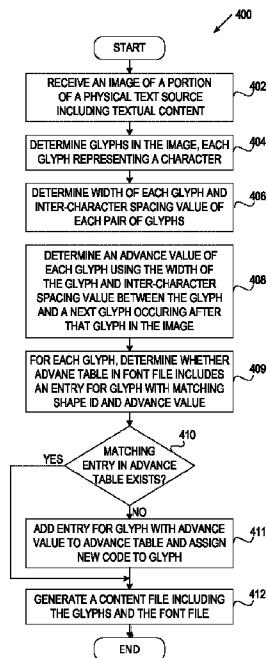 400
START
RECEIVE AN IMAGE OF A PORTION
OF A PHYSICAL TEXT SOURCE
INCLUDING TEXTUAL CONTENT
402
DETERMINE GLYPHS IN THE IMAGE, EACH
GLYPH REPRESENTING A CHARACTER
404
DETERMINE WIDTH OF EACH GLYPH AND
INTER-CHARACTER SPACING VALUE OF
EACH PAIR OF GLYPHS
406
DETERMINE AN ADVANCE VALUE OF
EACH GLYPH USING THE WIDTH OF
THE GLYPH AND INTER-CHARACTER
SPACING VALUE BETWEEN THE GLYPH
AND A NEXT GLYPH OCCURING AFTER
THAT GLYPH IN THE IMAGE
408
FOR EACH GLYPH, DETERMINE WHETHER
ADVANE TABLE IN FONT FILE INCLUDES
AN ENTRY FOR GLYPH WITH MATCHING
SHAPE ID AND ADVANCE VALUE
409
410
YES
MATCHING
ENTRY IN ADVANCE
TABLE EXISTS?
NO
ADD ENTRY FOR GLYPH WITH ADVANCE
VALUE TO ADVANCE TABLE AND ASSIGN
NEW CODE TO GLYPH
411
GENERATE A CONTENT FILE INCLUDING
THE GLYPHS AND THE FONT FILE
412
END